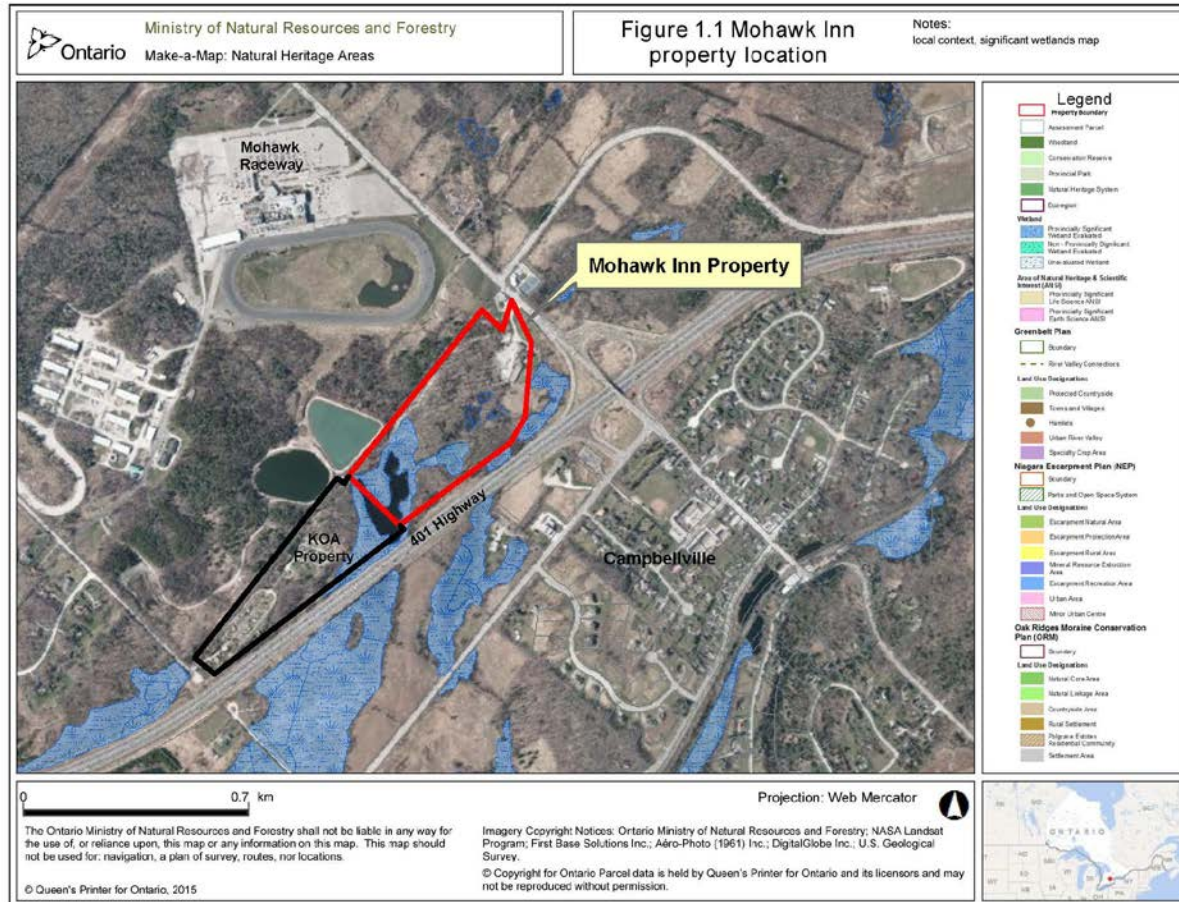 Ontario
Ministry of Natural Resources and Forestry
Make-a-Map: Natural Heritage Areas
Figure 1.1 Mohawk Inn
property location
Notes:
local context, significant wetlands map
Mohawk
Raceway
Mohawk Inn Property
KOA
Property
401 Highway
Campbellville
Legend
Property Boundary
Assessment Parcel
Woodland
Conservation Reserve
Provincial Park
Natural Heritage System
Ecoregion
Wetland
Provincially Significant
Wetland Evaluated
Non - Provincially Significant
Wetland Evaluated
Unevaluated Wetland
Area of Natural Heritage & Scientific
Interest (ANSI)
Provincially Significant
Life Science ANSI
Provincially Significant
Earth Science ANSI
Greenbelt Plan
Boundary
River Valley Connections
Land Use Designations
Protected Countryside
Towns and Villages
Hamlets
Urban River Valley
Specialty Crop Area
Niagara Escarpment Plan (NEP)
Boundary
Parks and Open Space System
Land Use Designations
Escarpment Natural Area
Escarpment Protection Area
Escarpment Rural Area
Mineral Resource Extraction
Area
Escarpment Recreation Area
Urban Area
Minor Urban Centre
Oak Ridges Moraine Conservation
Plan (ORM)
Boundary
Land Use Designations
Natural Core Area
Natural Linkage Area
Countryside Area
Rural Settlement
Palgrave Estates
Residential Community
Settlement Area
0 0.7 km
Projection: Web Mercator
The Ontario Ministry of Natural Resources and Forestry shall not be liable in any way for
the use of, or reliance upon, this map or any information on this map. This map should
not be used for: navigation, a plan of survey, routes, nor locations.
© Queen's Printer for Ontario, 2015
Imagery Copyright Notices: Ontario Ministry of Natural Resources and Forestry; NASA Landsat
Program; First Base Solutions Inc.; Aéro-Photo (1961) Inc.; DigitalGlobe Inc.; U.S. Geological
Survey.
© Copyright for Ontario Parcel data is held by Queen's Printer for Ontario and its licensors and may
not be reproduced without permission.
ONTARIO